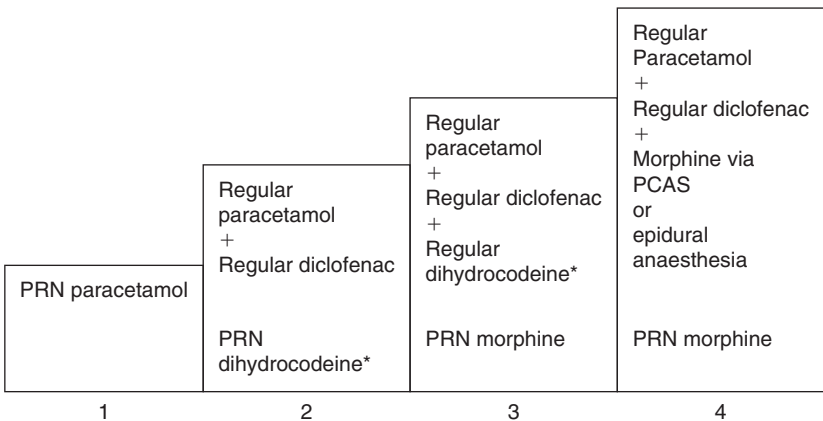 PRN paracetamol
1
Regular
paracetamol
+
Regular diclofenac
PRN
dihydrocodeine*
2
Regular
paracetamol
+
Regular diclofenac
+
Regular
dihydrocodeine*
PRN morphine
3
Regular
Paracetamol
+
Regular diclofenac
+
Morphine via
PCAS
or
epidural
anaesthesia
PRN morphine
4